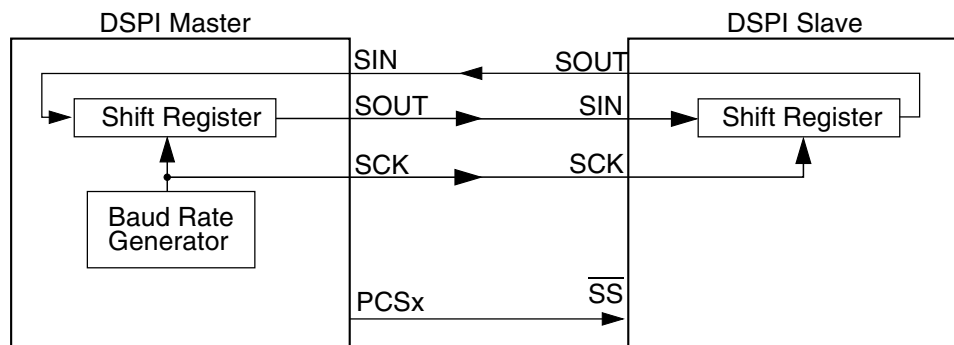 DSPI Master
DSPI Slave
SIN
SOUT
Shift Register
SOUT
SIN
Shift Register
SCK
SCK
Baud Rate
Generator
PCSx
SS